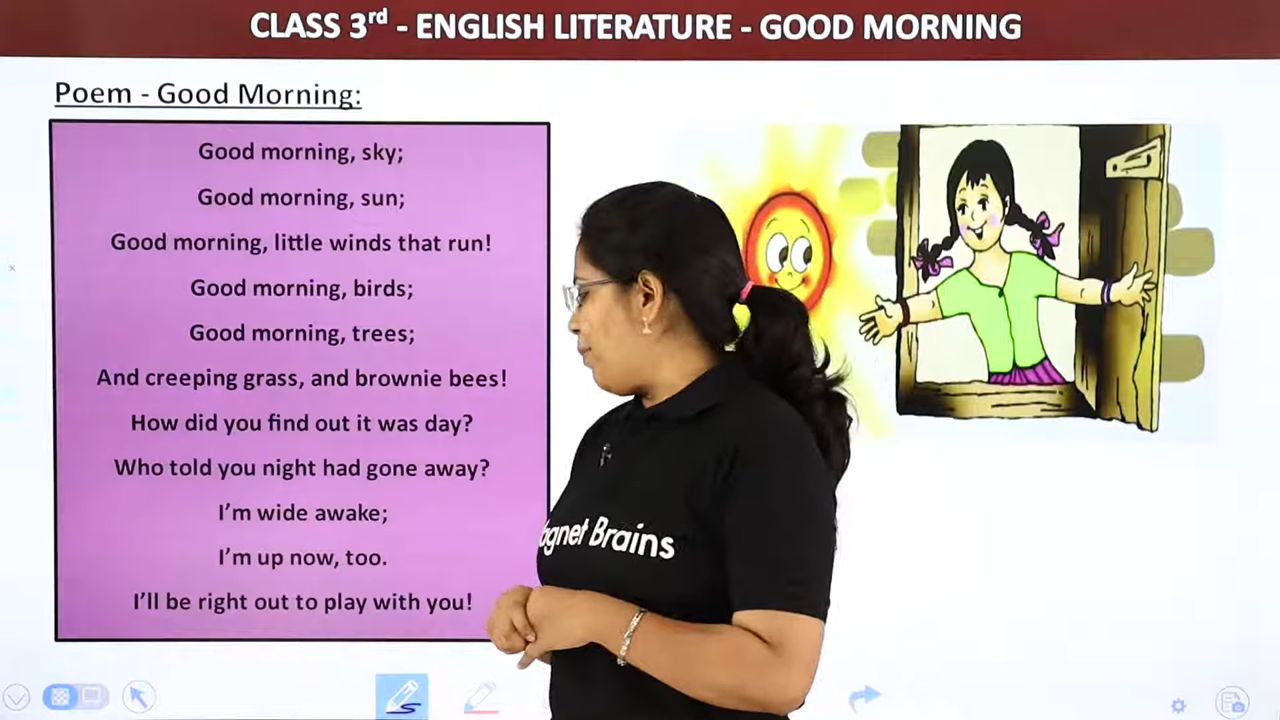 CLASS 3rd - ENGLISH LITERATURE - GOOD MORNING
Poem - Good Morning:
Good morning, sky;
Good morning, sun;
Good morning, little winds that run!
Good morning, birds;
Good morning, trees;
And creeping grass, and brownie bees!
How did you find out it was day?
Who told you night had gone away?
I'm wide awake;
I'm up now, too.
I'll be right out to play with you!
agnet Brains